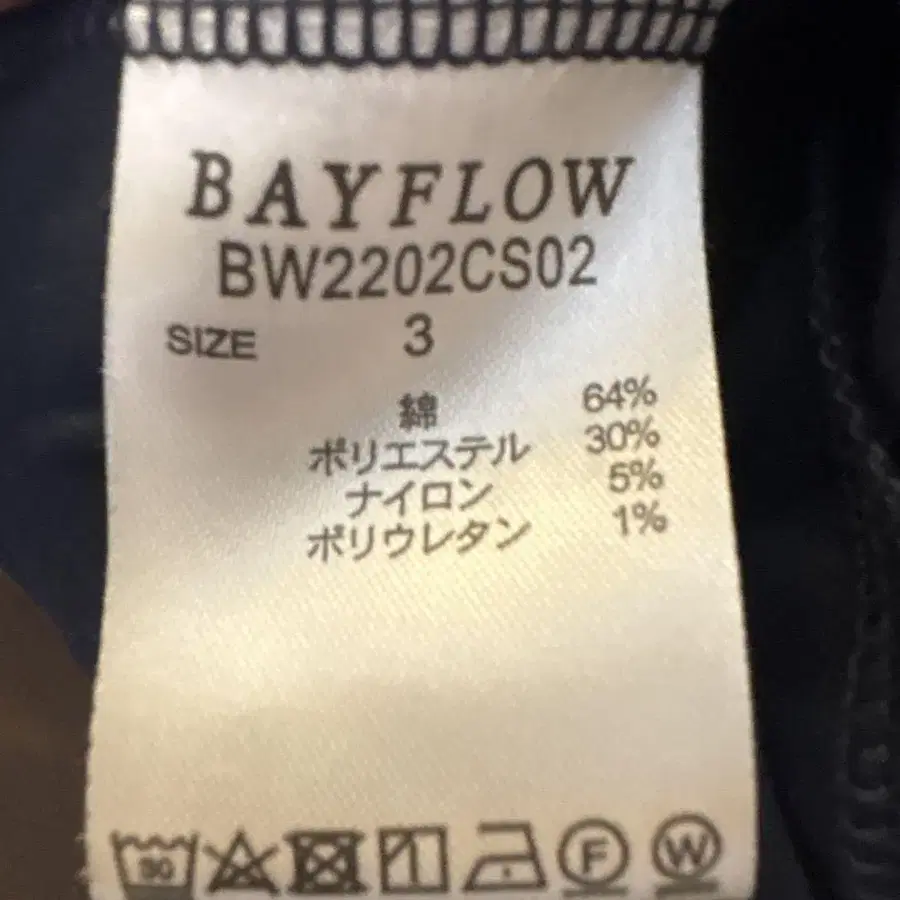 BAYFLOW
BW2202CS02
SIZE 3
綿 64%
ポリエステル 30%
ナイロン 5%
ポリウレタン 1%
30 F W